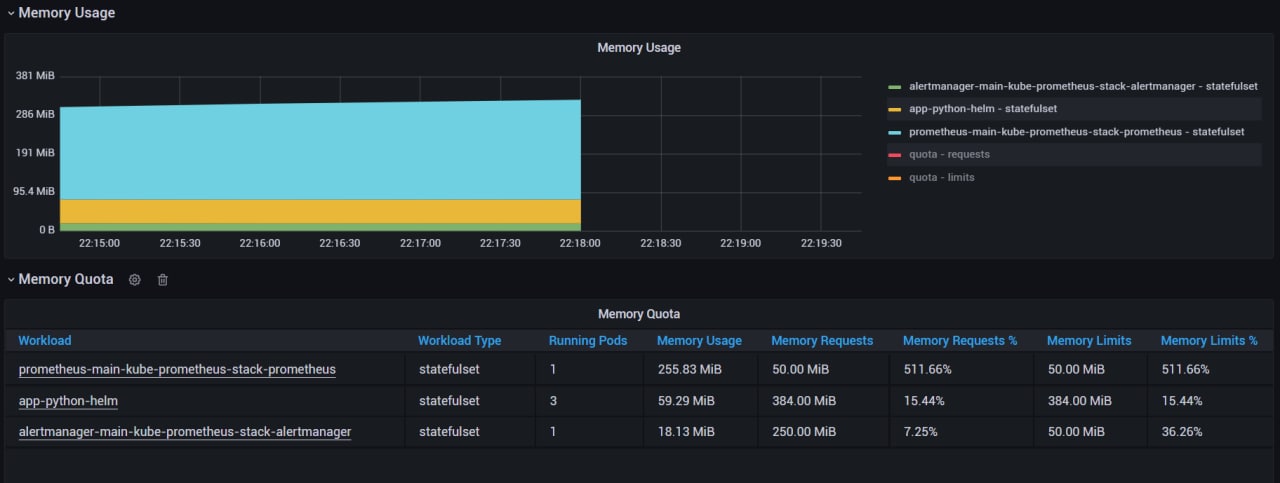 Memory Usage
Memory Usage
381 MiB
286 MiB
191 MiB
95.4 MiB
0 B
22:15:00 22:15:30 22:16:00 22:16:30 22:17:00 22:17:30 22:18:00 22:18:30 22:19:00 22:19:30
alertmanager-main-kube-prometheus-stack-alertmanager - statefulset
app-python-helm - statefulset
prometheus-main-kube-prometheus-stack-prometheus - statefulset
quota - requests
quota - limits
Memory Quota
Memory Quota
Workload Workload Type Running Pods Memory Usage Memory Requests Memory Requests % Memory Limits Memory Limits %
prometheus-main-kube-prometheus-stack-prometheus statefulset 1 255.83 MiB 50.00 MiB 511.66% 50.00 MiB 511.66%
app-python-helm statefulset 3 59.29 MiB 384.00 MiB 15.44% 384.00 MiB 15.44%
alertmanager-main-kube-prometheus-stack-alertmanager statefulset 1 18.13 MiB 250.00 MiB 7.25% 50.00 MiB 36.26%